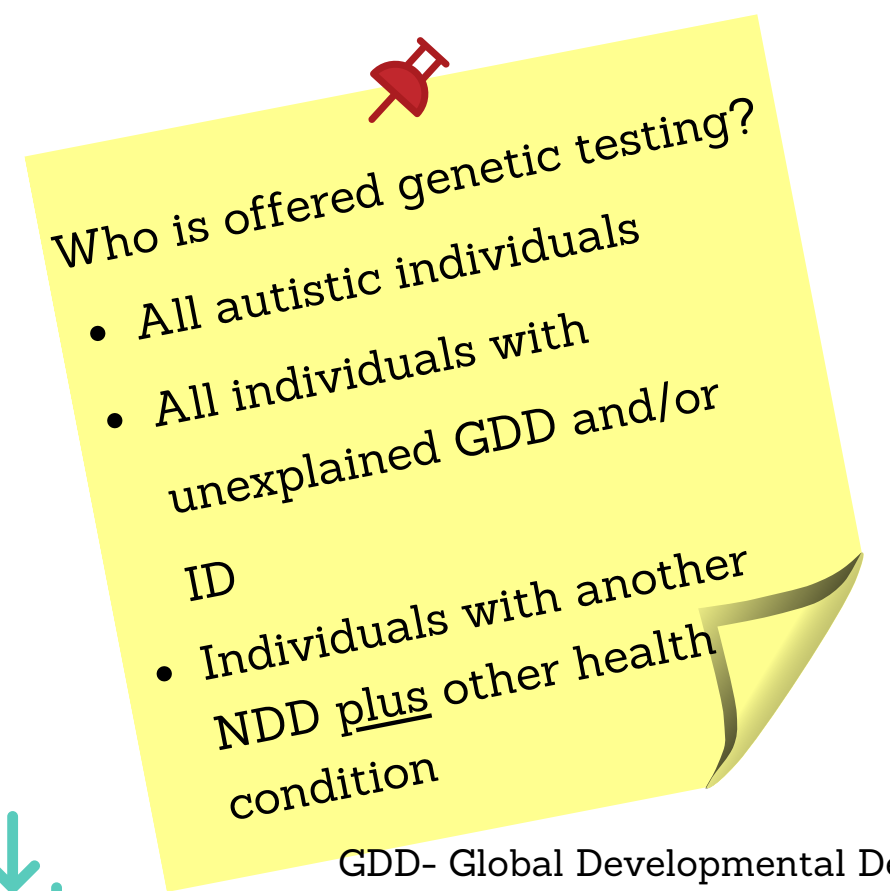 Who is offered genetic testing?
• All autistic individuals
• All individuals with
unexplained GDD and/or
ID
• Individuals with another
NDD plus other health
condition
GDD- Global Developmental